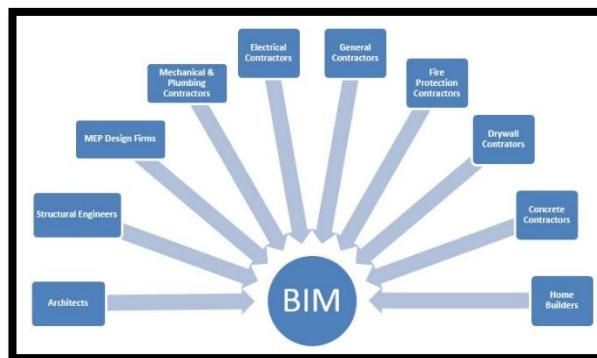 Electrical
Contractors
General
Contractors
Mechanical &
Plumbing
Contractors
Fire
Protection
Contractors
MEP Design Firms
Drywall
Contrators
Structural Engineers
Concrete
Contractors
Architects
BIM
Home
Builders